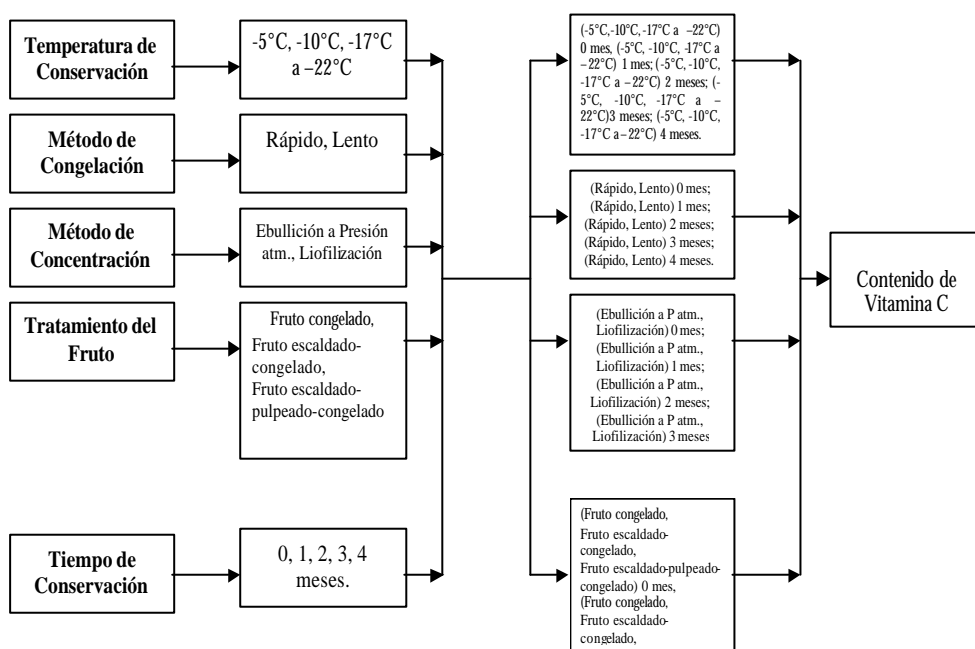 Temperatura de
Conservación
-5°C, -10°C, -17°C
a –22°C
Método de
Congelación
Rápido, Lento
Método de
Concentración
Ebullición a Presión
atm., Liofilización
Tratamiento del
Fruto
Fruto congelado,
Fruto escaldado-
congelado,
Fruto escaldado-
pulpeado-congelado
Tiempo de
Conservación
0, 1, 2, 3, 4
meses.
(-5°C,-10°C, -17°C a –22°C)
0 mes, (-5°C, -10°C, -17°C a
–22°C) 1 mes; (-5°C, -10°C,
-17°C a –22°C) 2 meses; (-
5°C, -10°C, -17°C a –
22°C)3 meses; (-5°C, -10°C,
-17°C a–22°C) 4 meses.
(Rápido, Lento) 0 mes;
(Rápido, Lento) 1 mes;
(Rápido, Lento) 2 meses;
(Rápido, Lento) 3 meses;
(Rápido, Lento) 4 meses.
(Ebullición a P atm.,
Liofilización) 0 mes;
(Ebullición a P atm.,
Liofilización) 1 mes;
(Ebullición a P atm.,
Liofilización) 2 meses;
(Ebullición a P atm.,
Liofilización) 3 meses
(Fruto congelado,
Fruto escaldado-
congelado,
Fruto escaldado-pulpeado-
congelado) 0 mes,
(Fruto congelado,
Fruto escaldado-
congelado,
Contenido de
Vitamina C